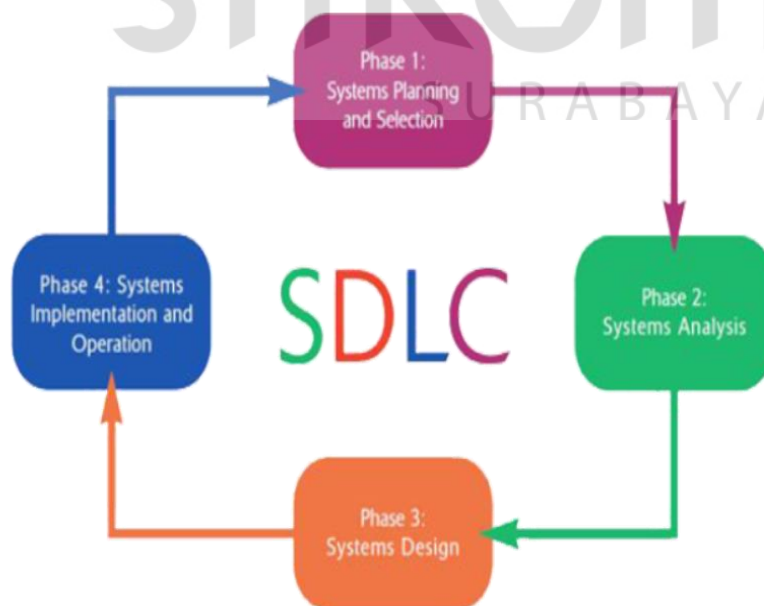 SURABAYA
Phase 1:
Systems Planning
and Selection
Phase 4: Systems
Implementation and
Operation
SDLC
Phase 2:
Systems Analysis
Phase 3:
Systems Design